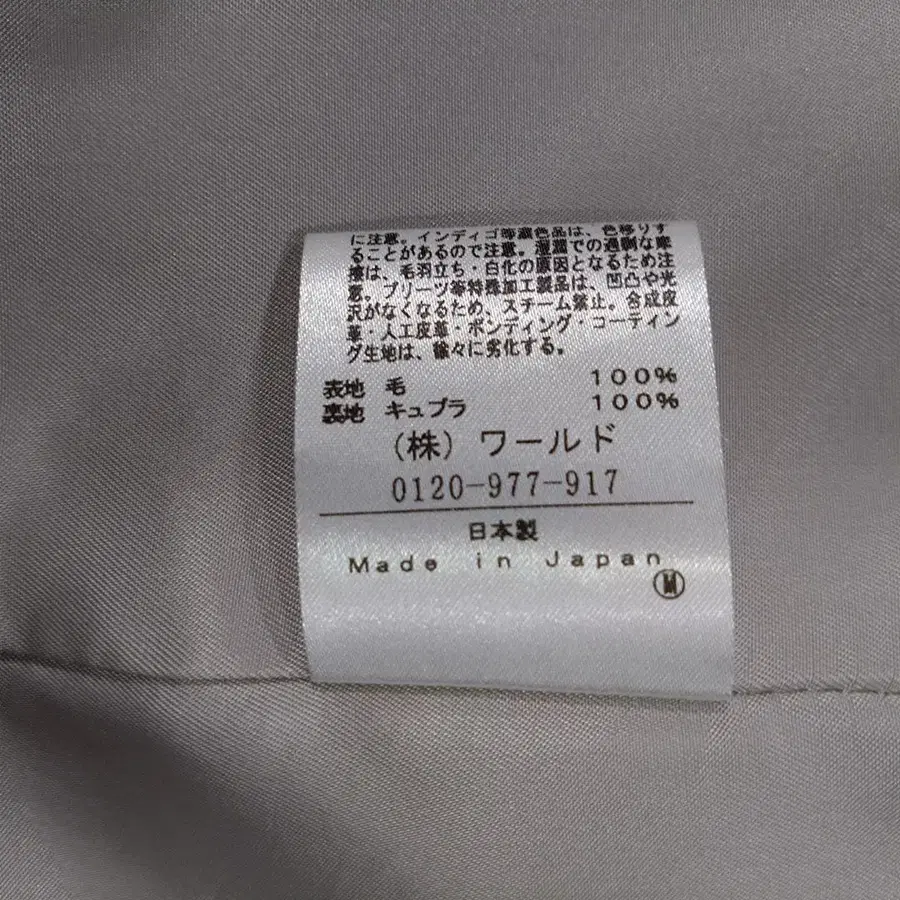 に注意。インディゴ等濃色品は、色移りす
ることがあるので注意。湿潤での過剰な摩
擦は、毛羽立ち・白化の原因となるため注
意。プリーツ等特殊加工製品は、凹凸や光
沢がなくなるため、スチーム禁止。合成皮
革・人工皮革・ボンディング・コーティン
グ生地は、徐々に劣化する。
表地 毛 100%
裏地 キュプラ 100%
(株)ワールド
0120-977-917
日本製
Made in Japan
M